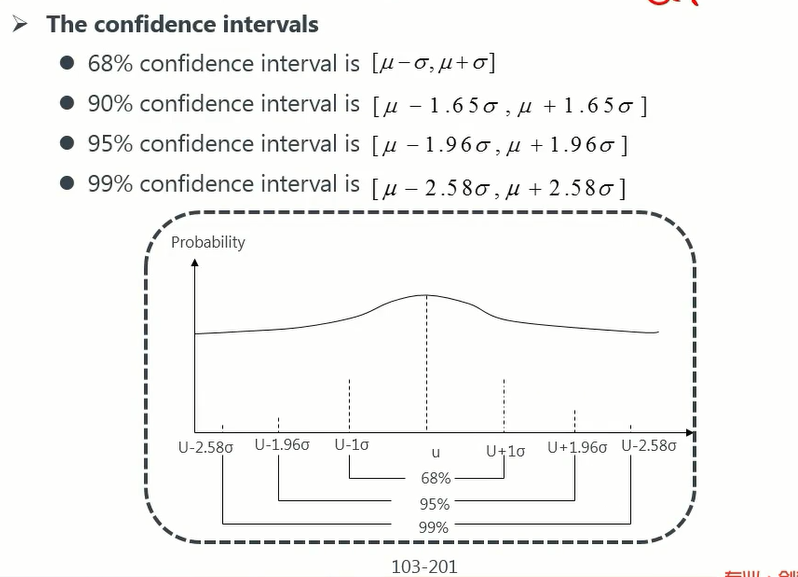 ➤ The confidence intervals
● 68% confidence interval is [μ−σ,μ+σ]
● 90% confidence interval is [μ −1.65σ,μ +1.65σ]
● 95% confidence interval is [μ −1.96σ,μ +1.96σ]
● 99% confidence interval is [μ −2.58σ,μ +2.58σ]
Probability
U-2.58σ U-1.96σ U-1σ u U+1σ U+1.96σ U-2.58σ
68%
95%
99%
103-201